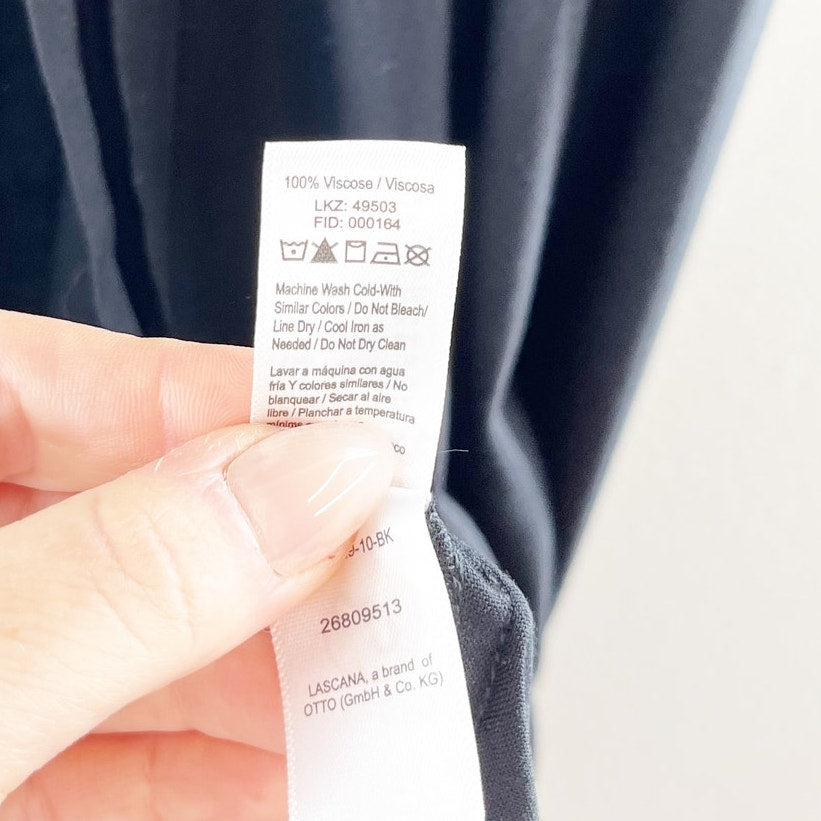 100% Viscose / Viscosa
LKZ: 49503
FID: 000164
Machine Wash Cold-With
Similar Colors / Do Not Bleach/
Line Dry / Cool Iron as
Needed / Do Not Dry Clean
Lavar a máquina con agua
fría Y colores similares / No
blanquear / Secar al aire
libre / Planchar a temperatura
-10-BK
26809513
LASCANA, a brand of
OTTO (GmbH & Co. KG)